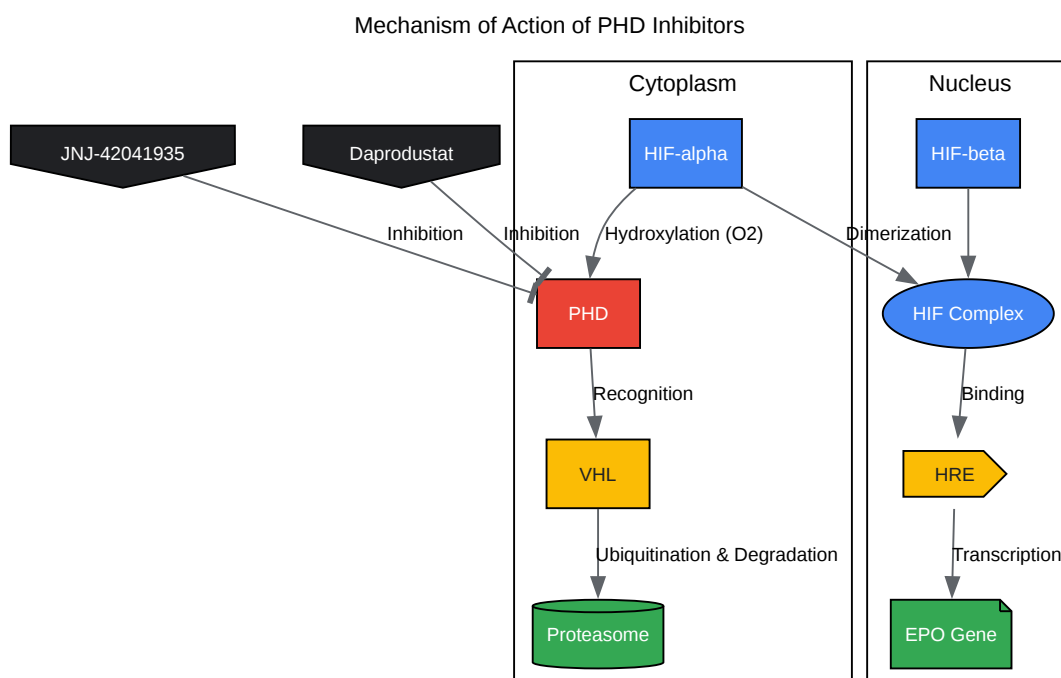 Mechanism of Action of PHD Inhibitors
Cytoplasm
Nucleus
JNJ-42041935
Daprodustat
HIF-alpha
HIF-beta
Inhibition
Inhibition
Hydroxylation (O2)
Dimerization
PHD
HIF Complex
Recognition
Binding
VHL
HRE
Ubiquitination & Degradation
Transcription
Proteasome
EPO Gene